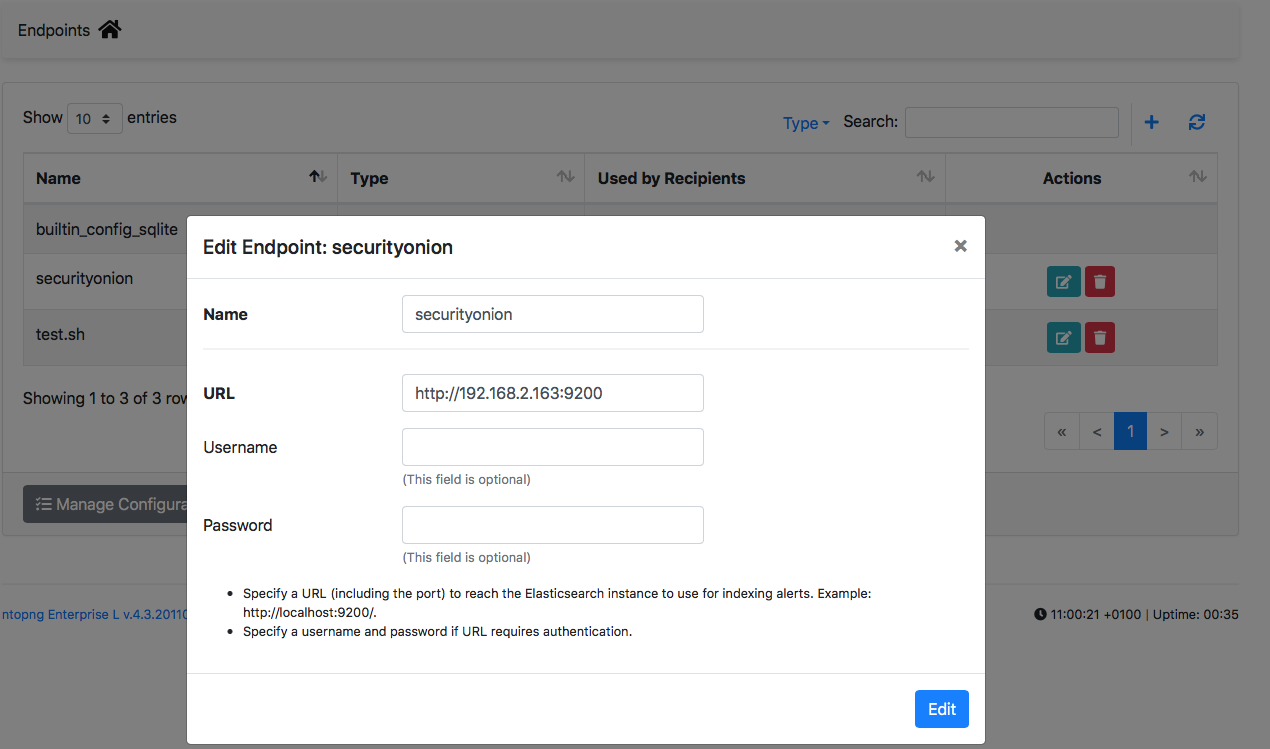 Endpoints
Show 10 entries
Type Search:
Name Type Used by Recipients Actions
builtin_config_sqlite
securityonion
test.sh
Showing 1 to 3 of 3
« < 1 > »
Manage
ntopng Enterprise L v.4.3.20110
11:00:21 +0100 | Uptime: 00:35
Edit Endpoint: securityonion ×
Name securityonion
URL http://192.168.2.163:9200
Username
(This field is optional)
Password
(This field is optional)
• Specify a URL (including the port) to reach the Elasticsearch instance to use for indexing alerts. Example:
http://localhost:9200/.
• Specify a username and password if URL requires authentication.
Edit